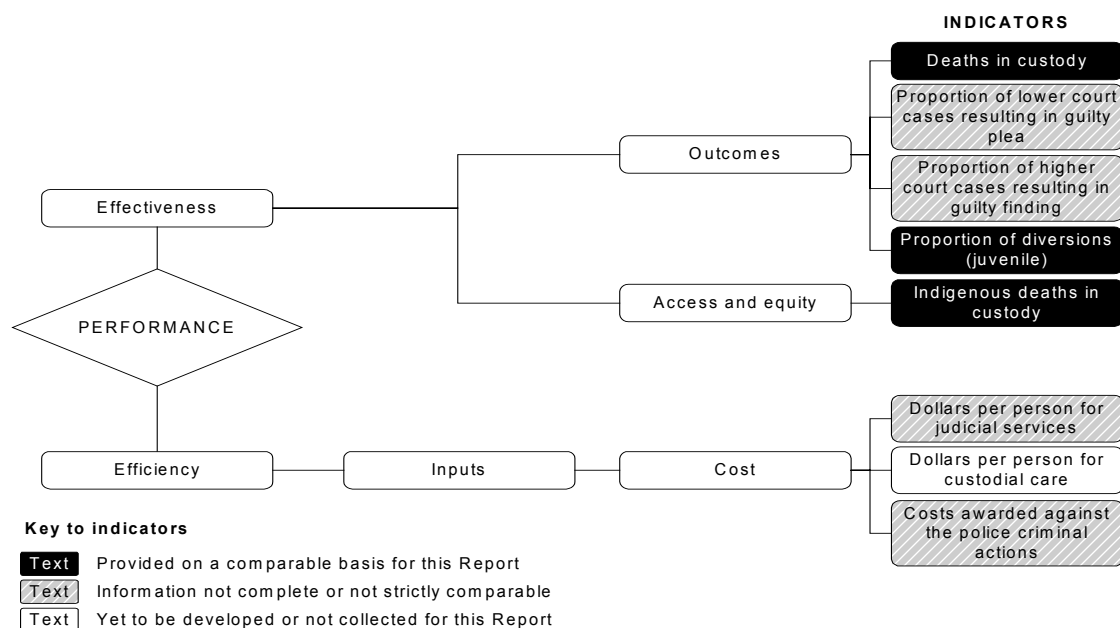 INDICATORS
Deaths in custody
Proportion of lower court
cases resulting in guilty
plea
Outcomes
Proportion of higher
court cases resulting in
guilty finding
Effectiveness
Proportion of diversions
(juvenile)
Access and equity
Indigenous deaths in
custody
PERFORMANCE
Dollars per person for
judicial services
Efficiency
Inputs
Cost
Dollars per person for
custodial care
Costs awarded against
the police criminal
actions
Key to indicators
Text Provided on a comparable basis for this Report
Text Information not complete or not strictly comparable
Text Yet to be developed or not collected for this Report